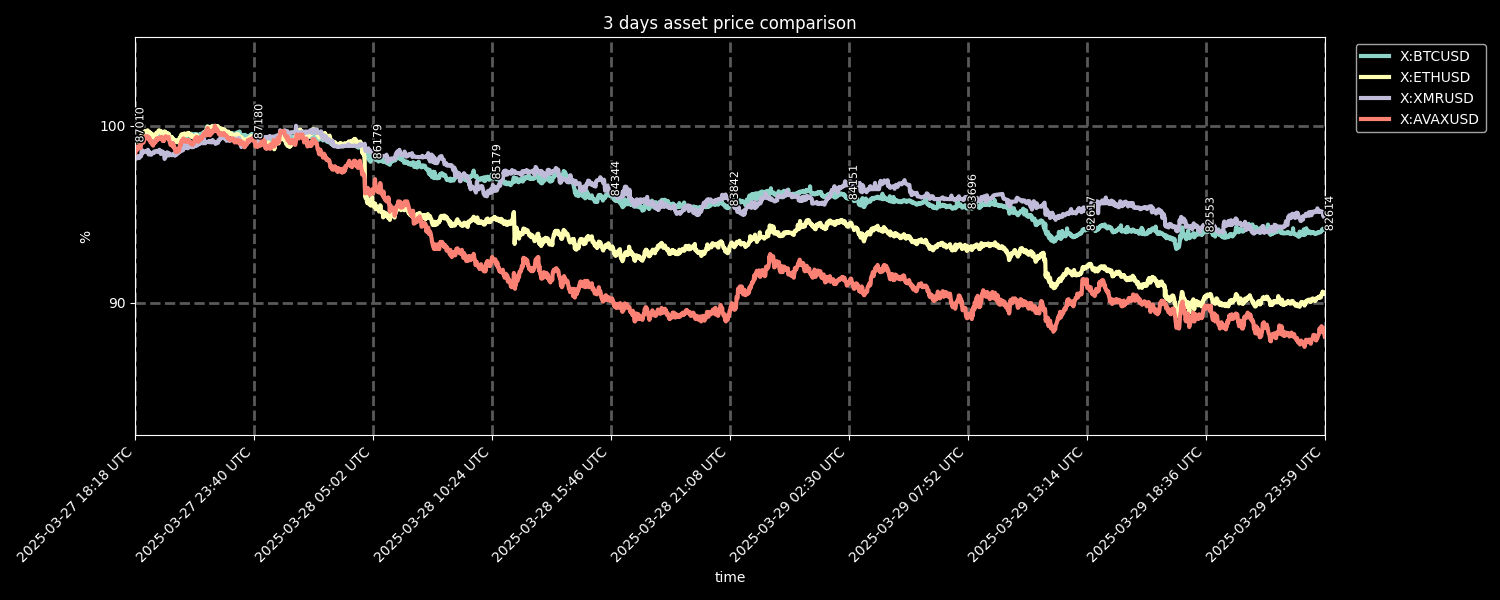 3 days asset price comparison
X:BTCUSD
X:ETHUSD
X:XMRUSD
X:AVAXUSD
100
90
%
87010
87180
86179
85179
84344
83842
84151
83696
82553
82614
2025-03-27 18:18 UTC
2025-03-27 23:40 UTC
2025-03-28 05:02 UTC
2025-03-28 10:24 UTC
2025-03-28 15:46 UTC
2025-03-28 21:08 UTC
2025-03-29 02:30 UTC
2025-03-29 07:52 UTC
2025-03-29 13:14 UTC
2025-03-29 18:36 UTC
2025-03-29 23:59 UTC
time